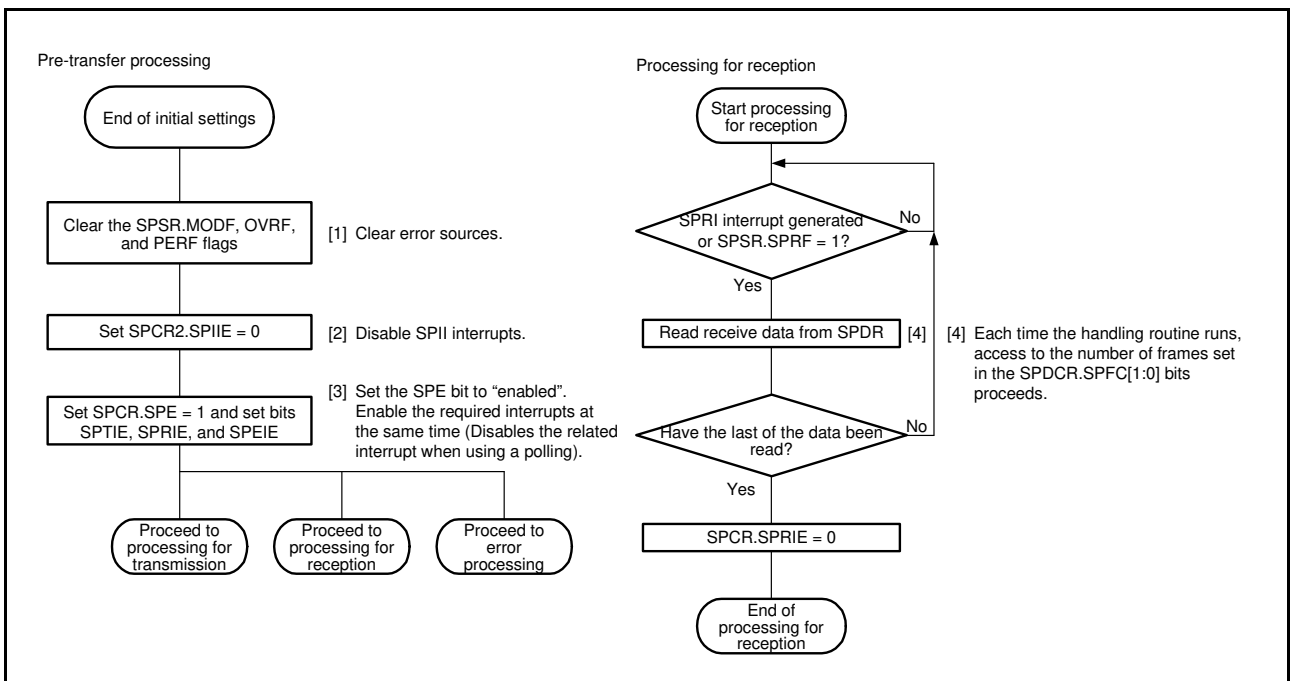 Pre-transfer processing
End of initial settings
Clear the SPSR.MODF, OVRF,
and PERF flags
[1] Clear error sources.
Set SPCR2.SPIIE = 0
[2] Disable SPII interrupts.
Set SPCR.SPE = 1 and set bits
SPTIE, SPRIE, and SPEIE
[3] Set the SPE bit to “enabled”.
Enable the required interrupts at
the same time (Disables the related
interrupt when using a polling).
Proceed to
processing for
transmission
Proceed to
processing for
reception
Proceed to
error
processing
Processing for reception
Start processing
for reception
SPRI interrupt generated
or SPSR.SPRF = 1?
No
Yes
Read receive data from SPDR
[4]
[4] Each time the handling routine runs,
access to the number of frames set
in the SPDCR.SPFC[1:0] bits
proceeds.
Have the last of the data been
read?
No
Yes
SPCR.SPRIE = 0
End of
processing for
reception